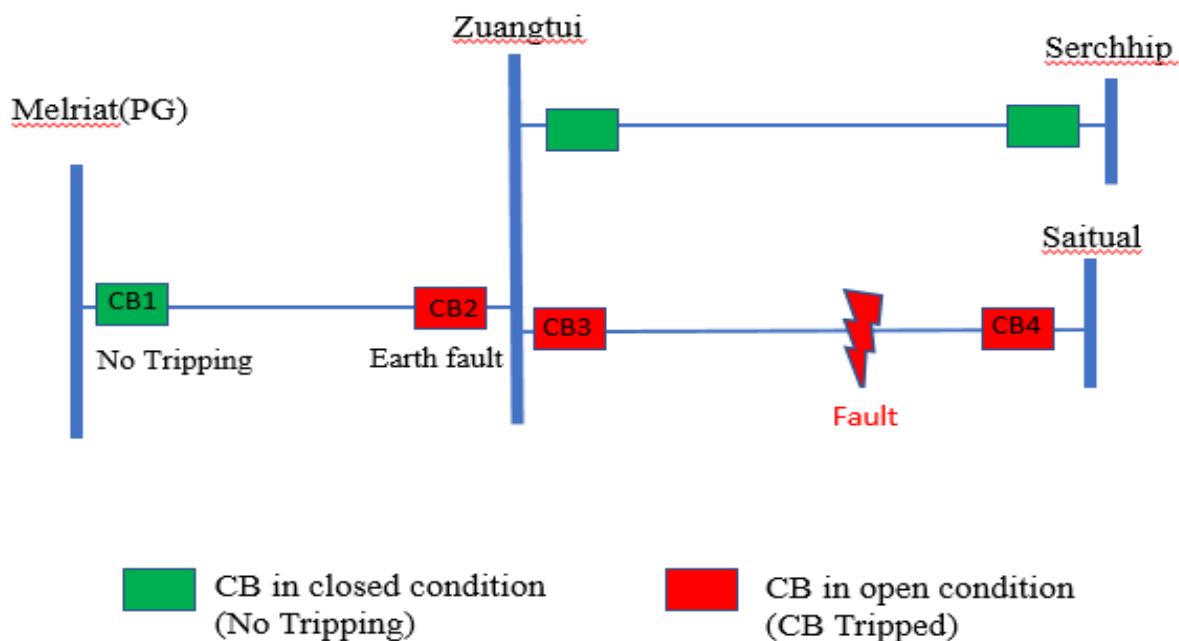 Zuangtui
Serchhip
Melriat(PG)
Saitual
CB1
CB2
CB3
CB4
No Tripping
Earth fault
Fault
CB in closed condition
(No Tripping)
CB in open condition
(CB Tripped)